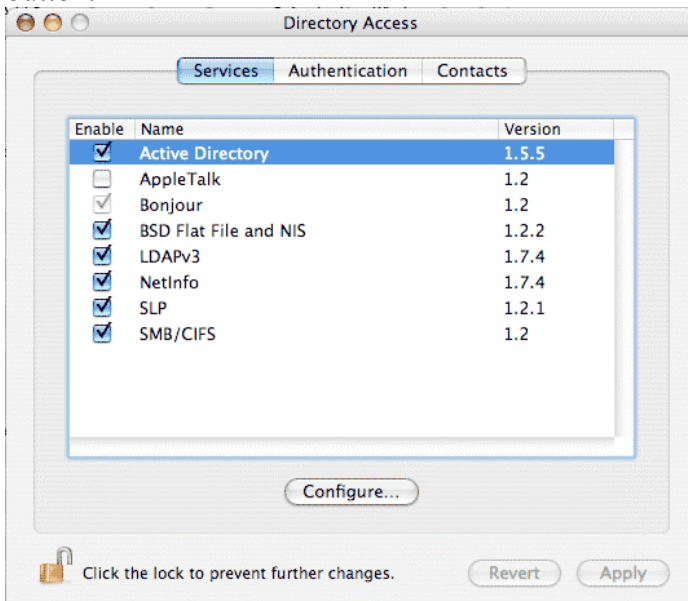 Directory Access
Services Authentication Contacts
Enable Name Version
Active Directory 1.5.5
AppleTalk 1.2
Bonjour 1.2
BSD Flat File and NIS 1.2.2
LDAPv3 1.7.4
NetInfo 1.7.4
SLP 1.2.1
SMB/CIFS 1.2
Configure...
Click the lock to prevent further changes. Revert Apply